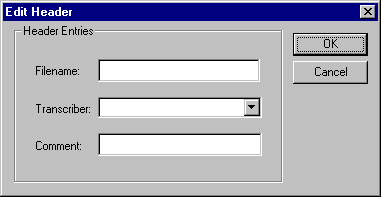 Edit Header
Header Entries
Filename:
Transcriber:
Comment:
OK
Cancel